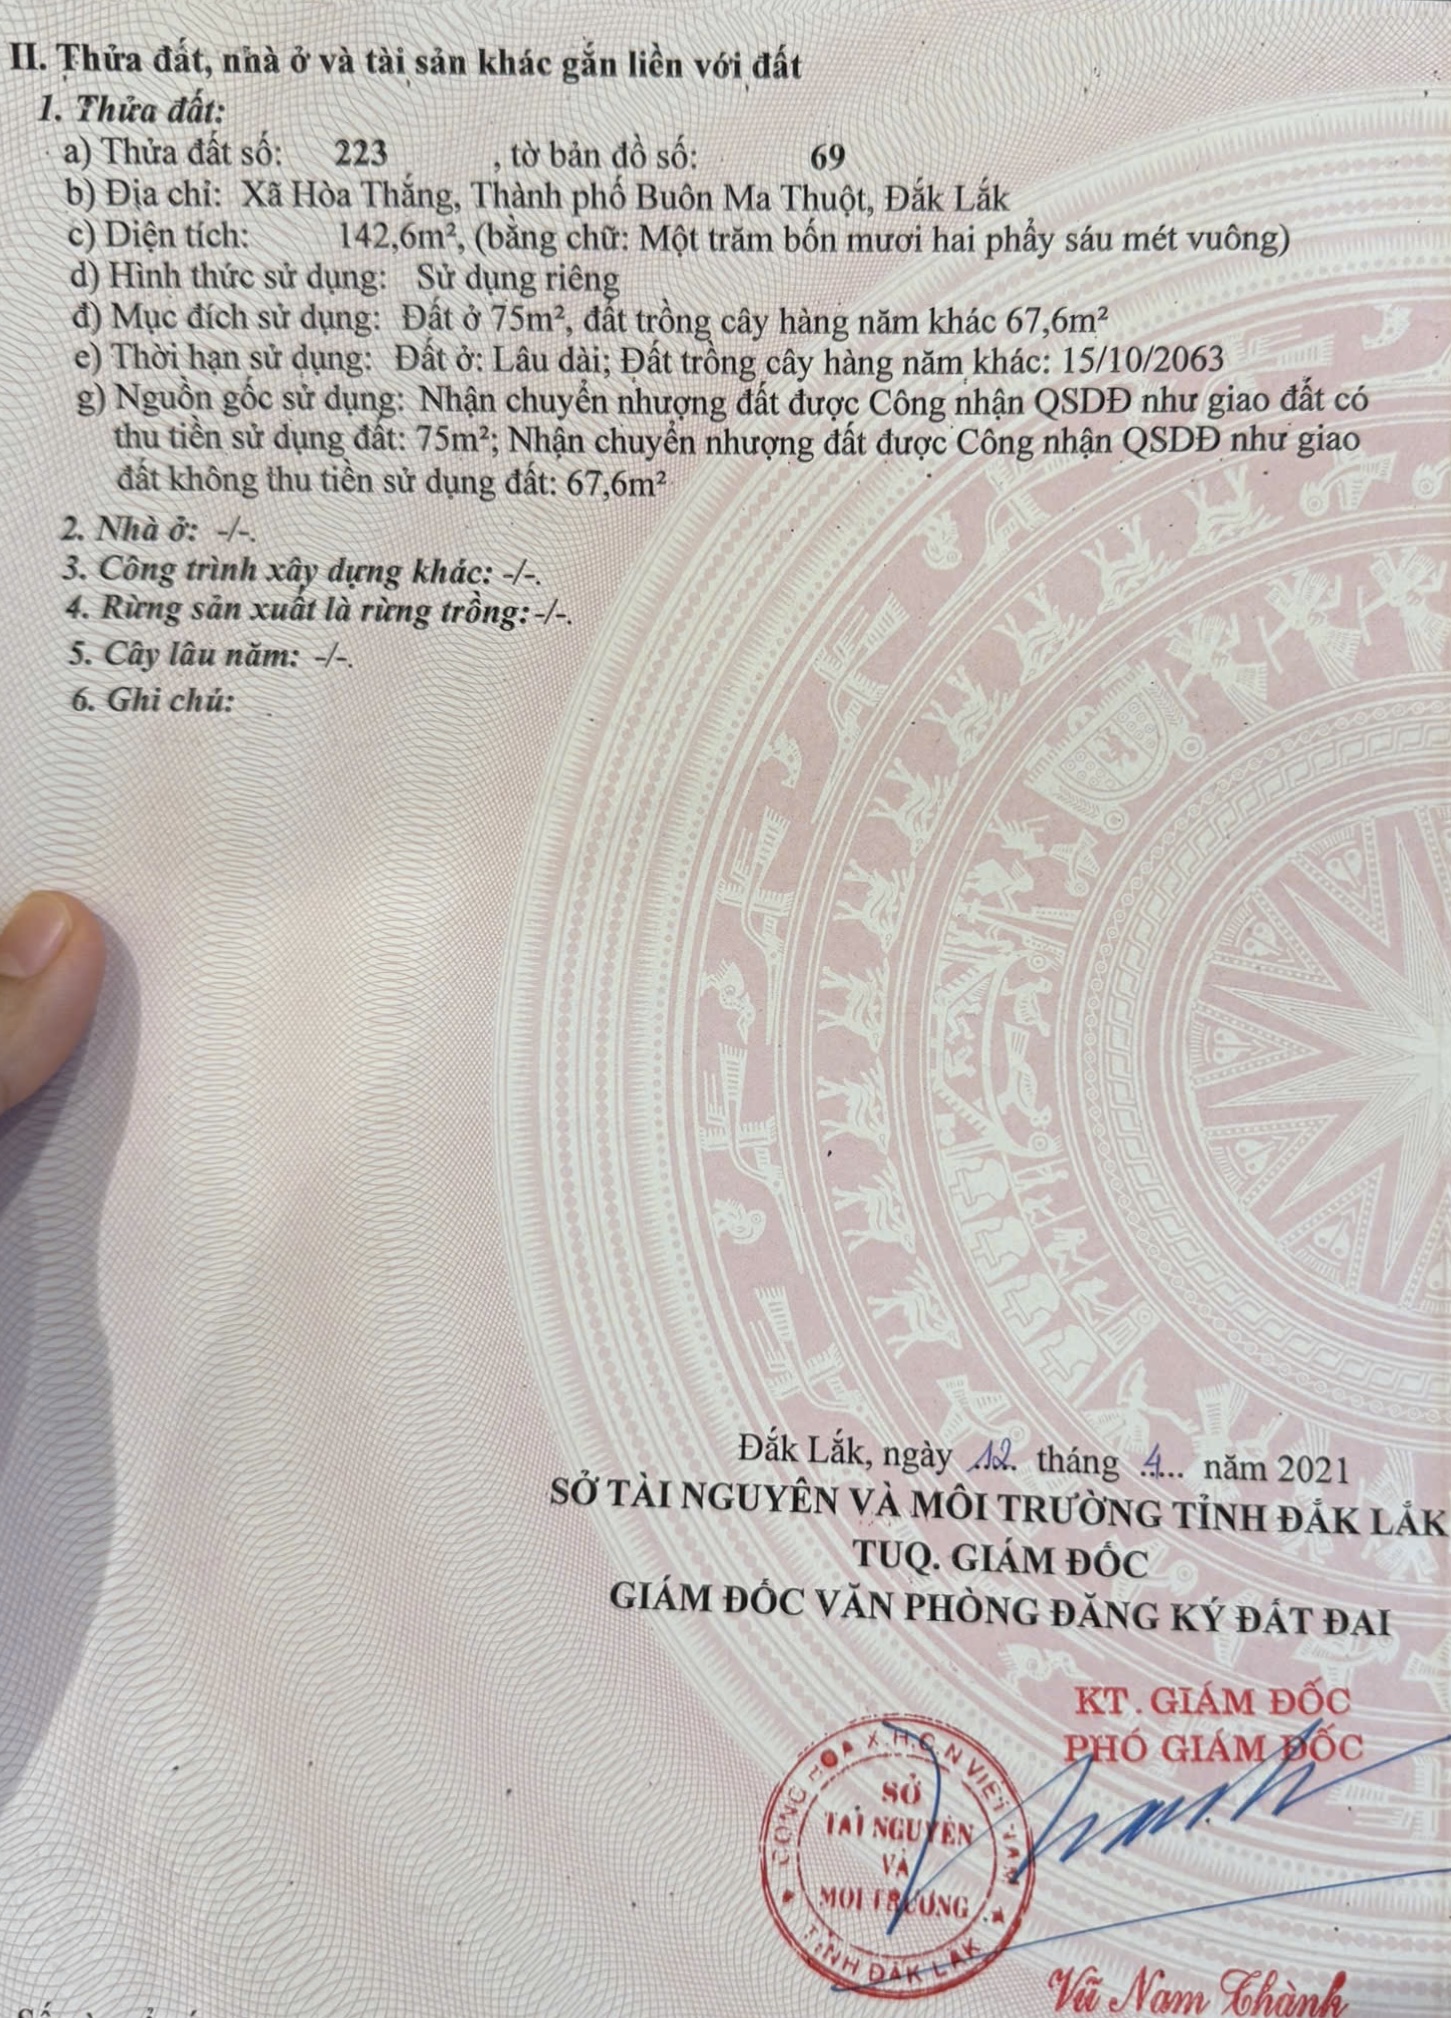 II. Thửa đất, nhà ở và tài sản khác gắn liền với đất
1. Thửa đất:
a) Thửa đất số: 223 , tờ bản đồ số: 69
b) Địa chỉ: Xã Hòa Thắng, Thành phố Buôn Ma Thuột, Đắk Lắk
c) Diện tích: 142,6m², (bằng chữ: Một trăm bốn mươi hai phẩy sáu mét vuông)
d) Hình thức sử dụng: Sử dụng riêng
đ) Mục đích sử dụng: Đất ở 75m², đất trồng cây hàng năm khác 67,6m²
e) Thời hạn sử dụng: Đất ở: Lâu dài; Đất trồng cây hàng năm khác: 15/10/2063
g) Nguồn gốc sử dụng: Nhận chuyển nhượng đất được Công nhận QSDĐ như giao đất có
thu tiền sử dụng đất: 75m²; Nhận chuyển nhượng đất được Công nhận QSDĐ như giao
đất không thu tiền sử dụng đất: 67,6m²
2. Nhà ở: -/-.
3. Công trình xây dựng khác: -/-.
4. Rừng sản xuất là rừng trồng: -/-.
5. Cây lâu năm: -/-.
6. Ghi chú:
Đắk Lắk, ngày 12 tháng 4 năm 2021
SỞ TÀI NGUYÊN VÀ MÔI TRƯỜNG TỈNH ĐẮK LẮK
TUQ. GIÁM ĐỐC
GIÁM ĐỐC VĂN PHÒNG ĐĂNG KÝ ĐẤT ĐAI
KT. GIÁM ĐỐC
PHÓ GIÁM ĐỐC
CỘNG HÒA X.H.C.N VIỆT NAM
SỞ
TÀI NGUYÊN
VÀ
MÔI TRƯỜNG
TỈNH ĐẮK LẮK
Vũ Nam Thành